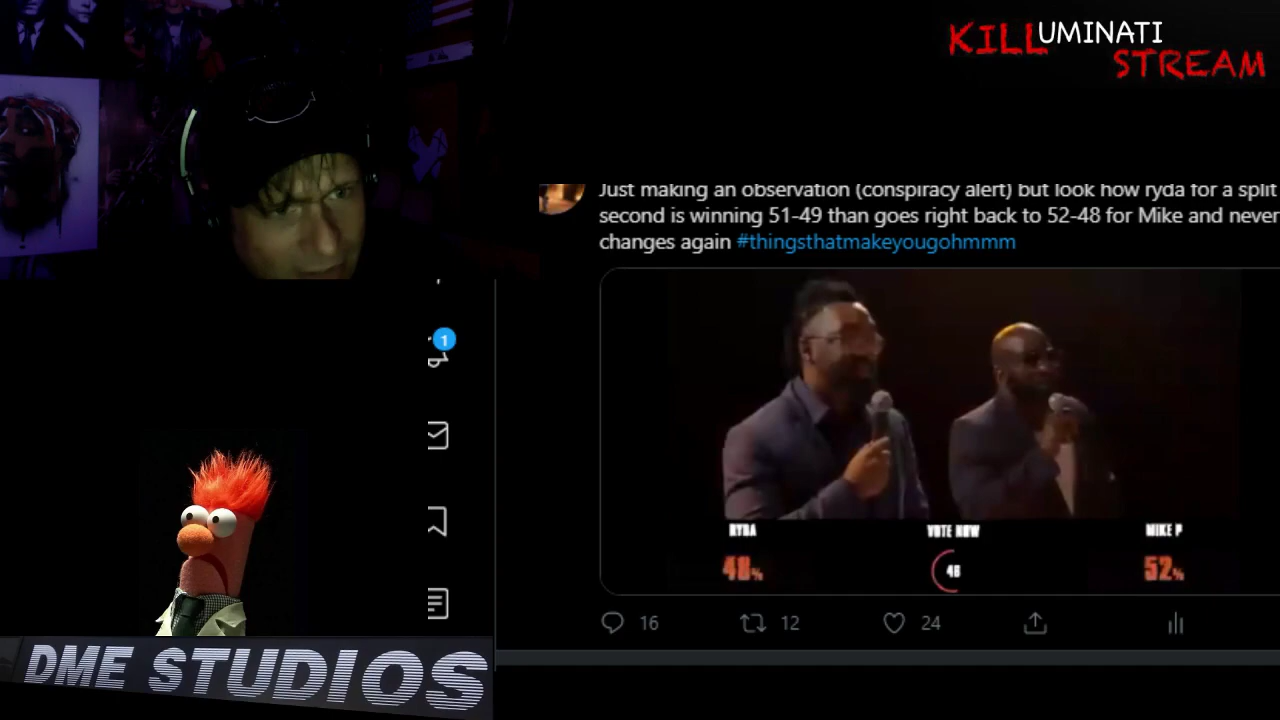 KILLUMINATI
STREAM
Just making an observation (conspiracy alert) but look how ryda for a split
second is winning 51-49 than goes right back to 52-48 for Mike and never
changes again #thingsthatmakeyougohmmm
1
RYDA
VOTE NOW
MIKE P
48%
48
52%
16
12
24
DME STUDIOS